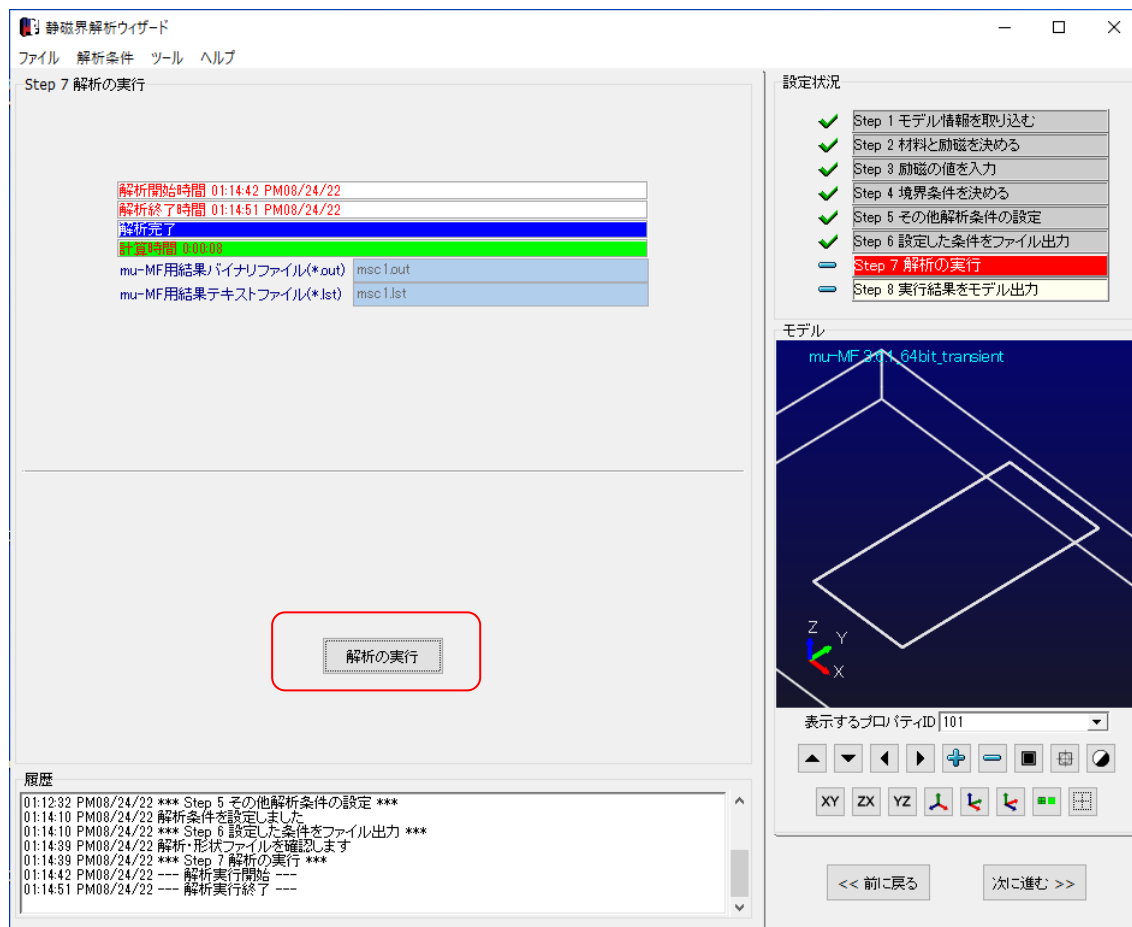 静磁界解析ウィザード
ファイル 解析条件 ツール ヘルプ
Step 7 解析の実行
解析開始時間 01:14:42 PM08/24/22
解析終了時間 01:14:51 PM08/24/22
解析完了
計算時間 0:00:08
mu-MF用結果バイナリファイル(*.out) msc1.out
mu-MF用結果テキストファイル(*.lst) msc1.lst
解析の実行
履歴
01:12:32 PM08/24/22 *** Step 5 その他解析条件の設定 ***
01:14:10 PM08/24/22 解析条件を設定しました
01:14:10 PM08/24/22 *** Step 6 設定した条件をファイル出力 ***
01:14:39 PM08/24/22 解析・形状ファイルを確認します
01:14:39 PM08/24/22 *** Step 7 解析の実行 ***
01:14:42 PM08/24/22 --- 解析実行開始 ---
01:14:51 PM08/24/22 --- 解析実行終了 ---
設定状況
Step 1 モデル情報を取り込む
Step 2 材料と励磁を決める
Step 3 励磁の値を入力
Step 4 境界条件を決める
Step 5 その他解析条件の設定
Step 6 設定した条件をファイル出力
Step 7 解析の実行
Step 8 実行結果をモデル出力
モデル
mu-MF 3.6.1_64bit_transient
Z
Y
X
表示するプロパティID 101
XY ZX YZ
<< 前に戻る 次に進む >>